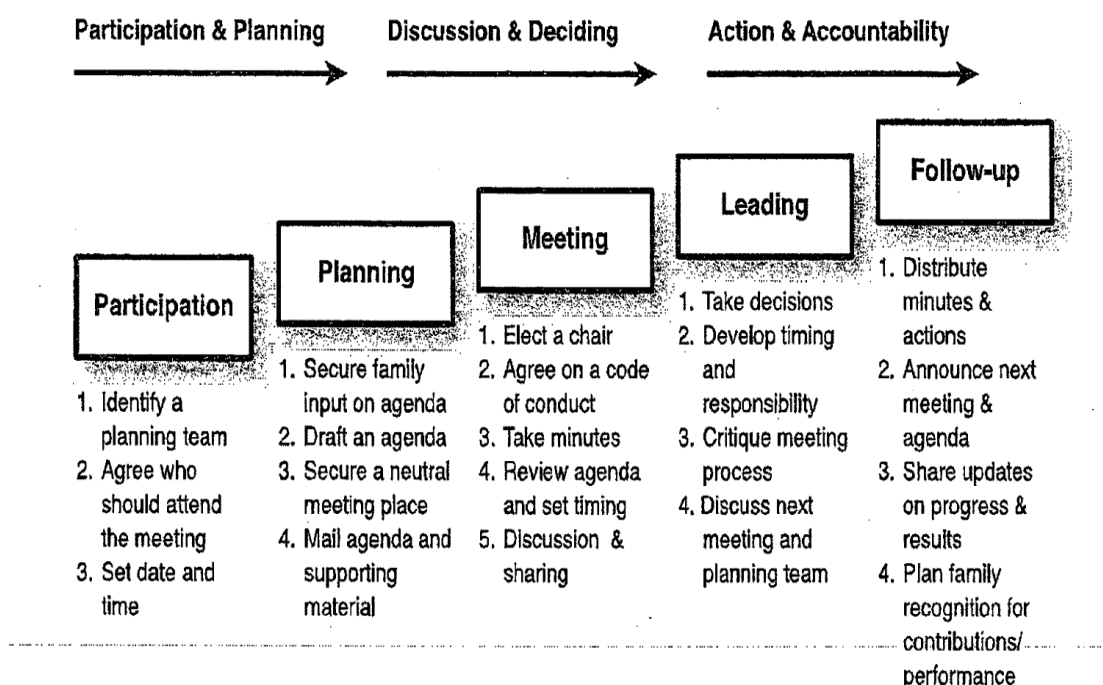 Participation & Planning
Discussion & Deciding
Action & Accountability
Participation
1. Identify a
planning team
2. Agree who
should attend
the meeting
3. Set date and
time
Planning
1. Secure family
input on agenda
2. Draft an agenda
3. Secure a neutral
meeting place
4. Mail agenda and
supporting
material
Meeting
1. Elect a chair
2. Agree on a code
of conduct
3. Take minutes
4. Review agenda
and set timing
5. Discussion &
sharing
Leading
1. Take decisions
2. Develop timing
and
responsibility
3. Critique meeting
process
4. Discuss next
meeting and
planning team
Follow-up
1. Distribute
minutes &
actions
2. Announce next
meeting &
agenda
3. Share updates
on progress &
results
4. Plan family
recognition for
contributions/
performance